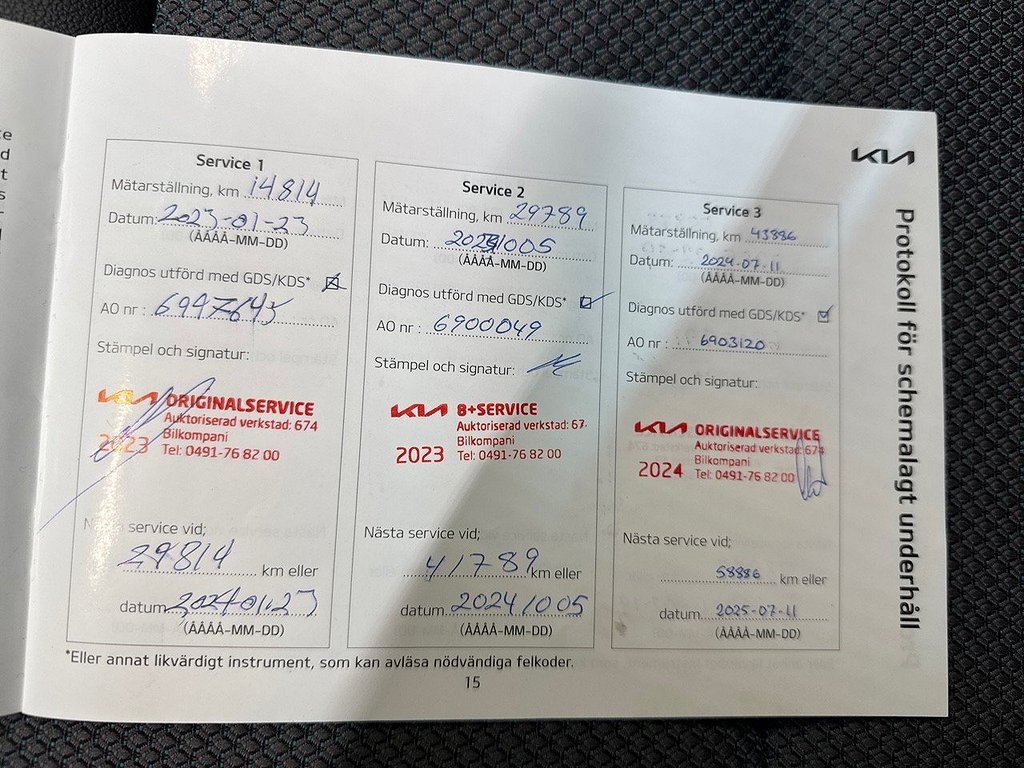 KIA
Protokoll för schemalagt underhåll
Service 1
Mätarställning, km 14814
Datum: 2023-01-23
(ÅÅÅÅ-MM-DD)
Diagnos utförd med GDS/KDS*
AO nr :
Stämpel och signatur:
KIA ORIGINALSERVICE
Auktoriserad verkstad: 674
Bilkompani
2023 Tel: 0491-76 82 00
Nästa service vid;
29814 km eller
datum. 20240123
(ÅÅÅÅ-MM-DD)
Service 2
Mätarställning, km 29789
Datum: 1005
(ÅÅÅÅ-MM-DD)
Diagnos utförd med GDS/KDS*
AO nr : 6900049
Stämpel och signatur:
KIA 8+SERVICE
Auktoriserad verkstad: 67
Bilkompani
2023 Tel: 0491-76 82 00
Nästa service vid;
41789 km eller
datum. 20241005
(ÅÅÅÅ-MM-DD)
Service 3
Mätarställning, km 43886
Datum: 2024-07-11
(ÅÅÅÅ-MM-DD)
Diagnos utförd med GDS/KDS*
AO nr : 6903120
Stämpel och signatur:
KIA ORIGINALSERVICE
Auktoriserad verkstad: 674
Bilkompani
2024 Tel: 0491-76 82 00
Nästa service vid;
58886 km eller
datum. 2025-07-11
(ÅÅÅÅ-MM-DD)
*Eller annat likvärdigt instrument, som kan avläsa nödvändiga felkoder.
15